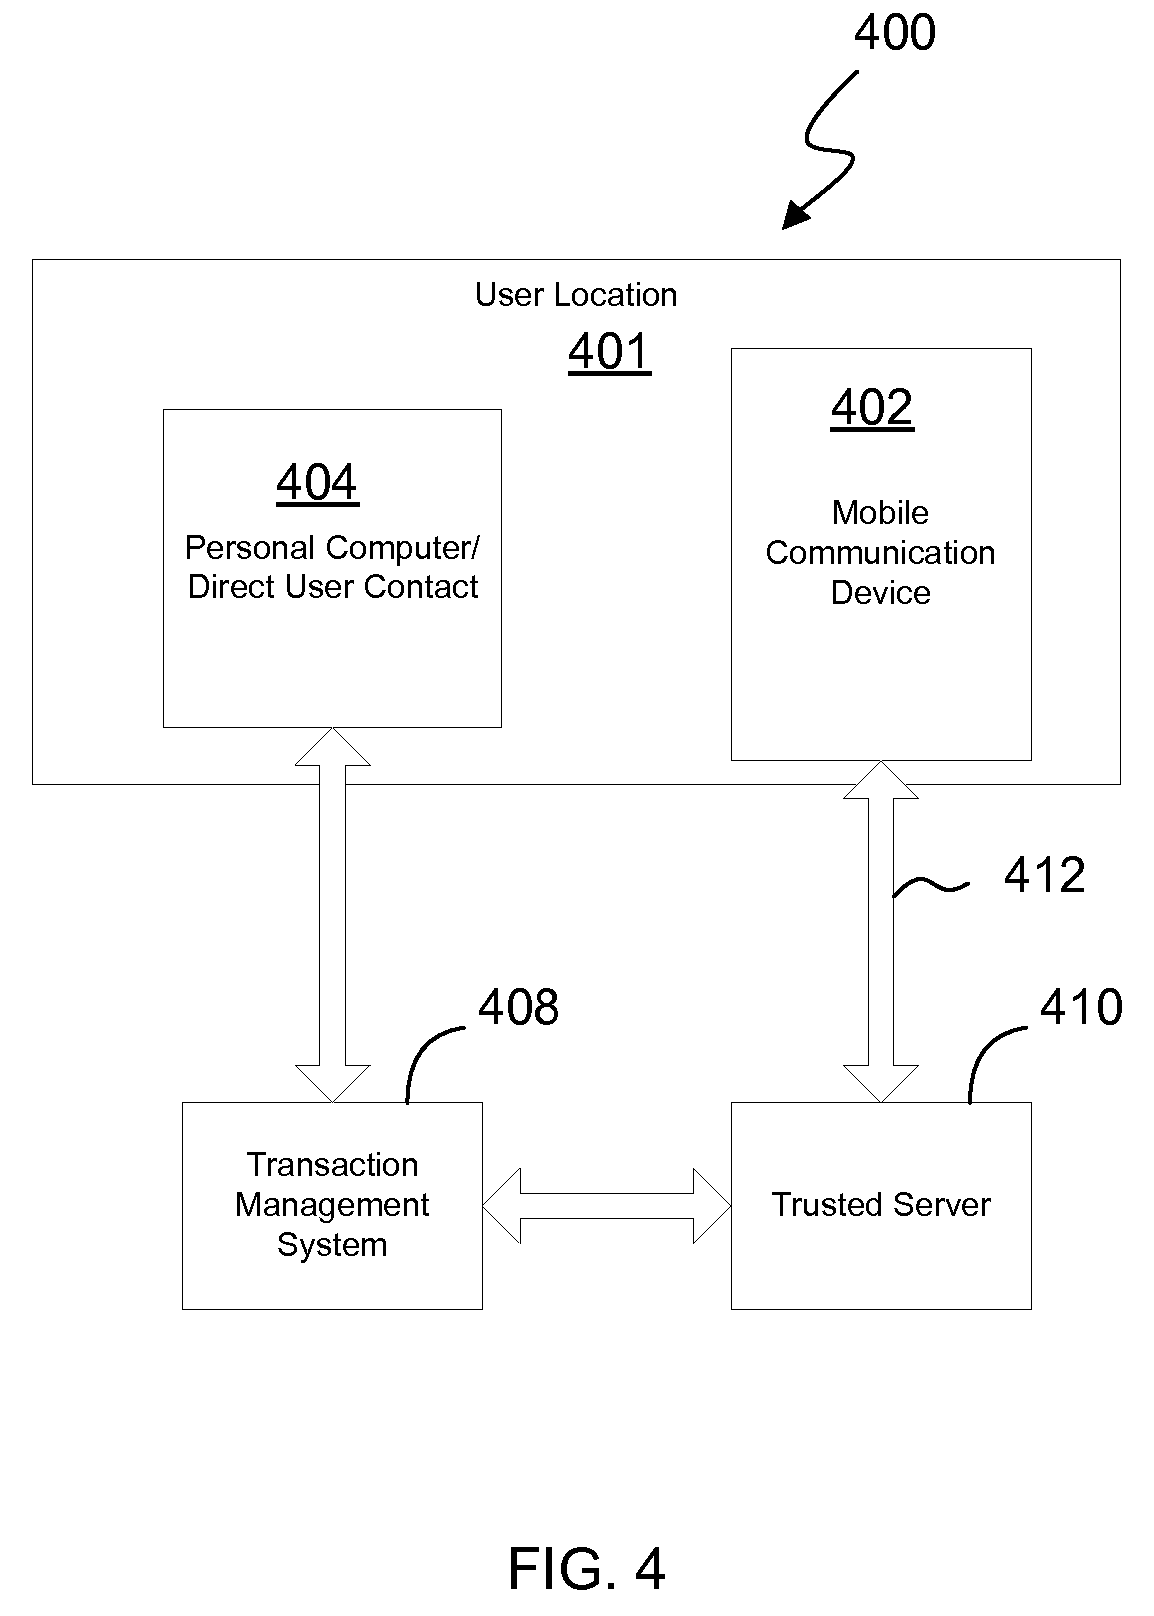 400
User Location
401
402
Mobile
Communication
Device
404
Personal Computer/
Direct User Contact
412
408
410
Transaction
Management
System
Trusted Server
FIG. 4